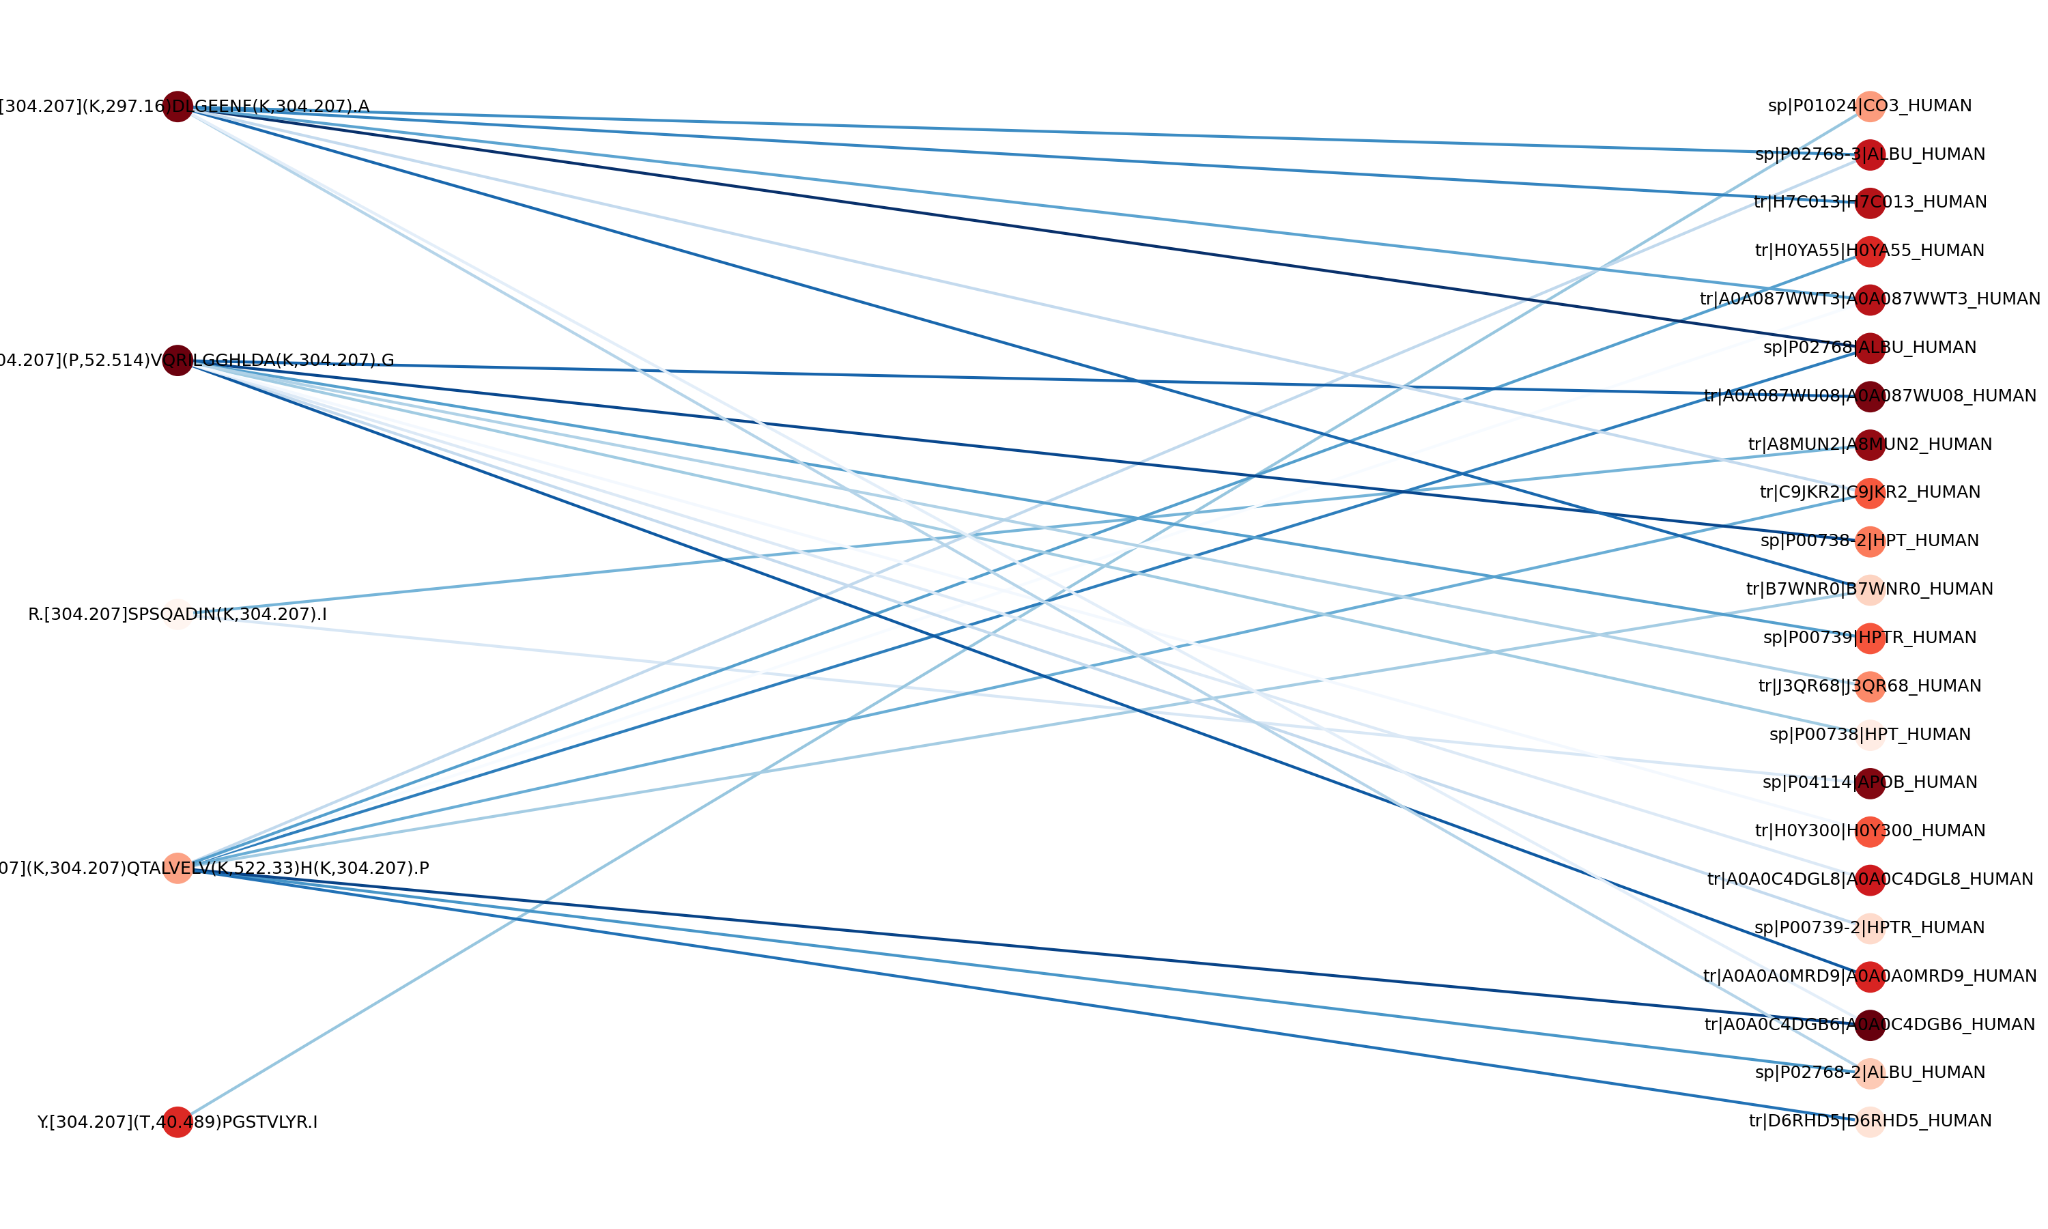 [304.207](K,297.16)DLGEENF(K,304.207).A
04.207](P,52.514)VQRILGGHLDA(K,304.207).G
R.[304.207]SPSQADIN(K,304.207).I
07](K,304.207)QTALVELV(K,522.33)H(K,304.207).P
Y.[304.207](T,40.489)PGSTVLYR.I
sp|P01024|CO3_HUMAN
sp|P02768-3|ALBU_HUMAN
tr|H7C013|H7C013_HUMAN
tr|H0YA55|H0YA55_HUMAN
tr|A0A087WWT3|A0A087WWT3_HUMAN
sp|P02768|ALBU_HUMAN
tr|A0A087WU08|A0A087WU08_HUMAN
tr|A8MUN2|A8MUN2_HUMAN
tr|C9JKR2|C9JKR2_HUMAN
sp|P00738-2|HPT_HUMAN
tr|B7WNR0|B7WNR0_HUMAN
sp|P00739|HPTR_HUMAN
tr|J3QR68|J3QR68_HUMAN
sp|P00738|HPT_HUMAN
sp|P04114|APOB_HUMAN
tr|H0Y300|H0Y300_HUMAN
tr|A0A0C4DGL8|A0A0C4DGL8_HUMAN
sp|P00739-2|HPTR_HUMAN
tr|A0A0A0MRD9|A0A0A0MRD9_HUMAN
tr|A0A0C4DGB6|A0A0C4DGB6_HUMAN
sp|P02768-2|ALBU_HUMAN
tr|D6RHD5|D6RHD5_HUMAN